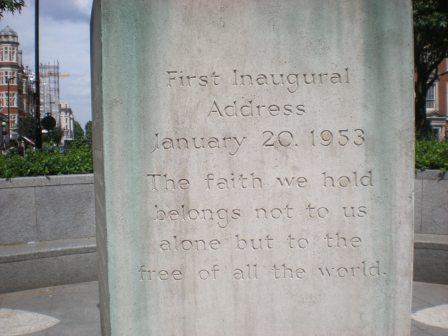 First Inaugural
Address
January 20. 1953
The faith we hold
belongs not to us
alone but to the
free of all the world.